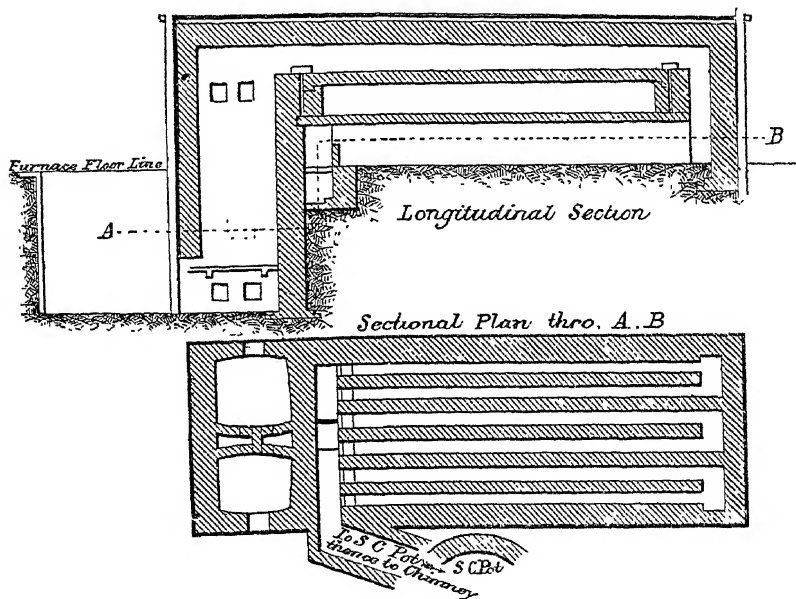 Furnace Floor Line
A
B
Longitudinal Section
Sectional Plan thro. A.B
To S C Pot
thence to Chimney
S C Pot